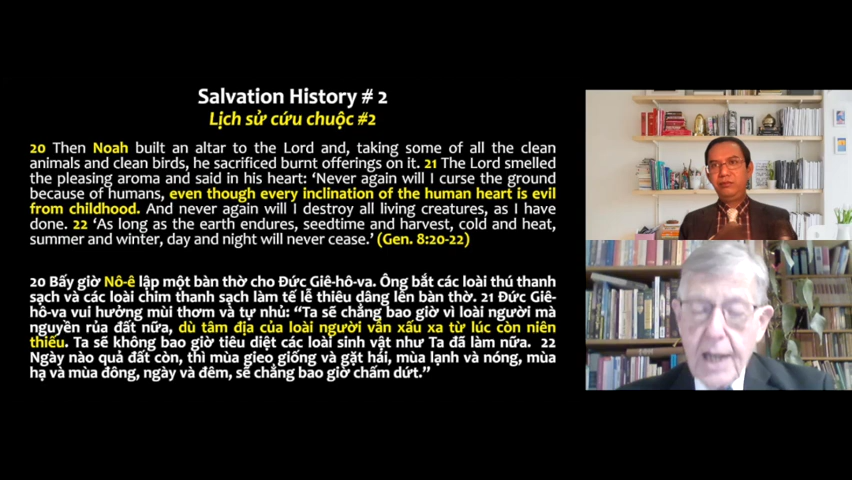 Salvation History # 2
Lịch sử cứu chuộc #2
20 Then Noah built an altar to the Lord and, taking some of all the clean
animals and clean birds, he sacrificed burnt offerings on it. 21 The Lord smelled
the pleasing aroma and said in his heart: ‘Never again will I curse the ground
because of humans, even though every inclination of the human heart is evil
from childhood. And never again will I destroy all living creatures, as I have
done. 22 ‘As long as the earth endures, seedtime and harvest, cold and heat,
summer and winter, day and night will never cease.’ (Gen. 8:20-22)
20 Bấy giờ Nô-ê lập một bàn thờ cho Đức Giê-hô-va. Ông bắt các loài thú thanh
sạch và các loài chim thanh sạch làm tế lễ thiêu dâng lên bàn thờ. 21 Đức Giê-
hô-va vui hưởng mùi thơm và tự nhủ: “Ta sẽ chẳng bao giờ vì loài người mà
nguyền rủa đất nữa, dù tâm địa của loài người vẫn xấu xa từ lúc còn niên
thiếu. Ta sẽ không bao giờ tiêu diệt các loài sinh vật như Ta đã làm nữa. 22
Ngày nào quả đất còn, thì mùa gieo giống và gặt hái, mùa lạnh và nóng, mùa
hạ và mùa đông, ngày và đêm, sẽ chẳng bao giờ chấm dứt.”